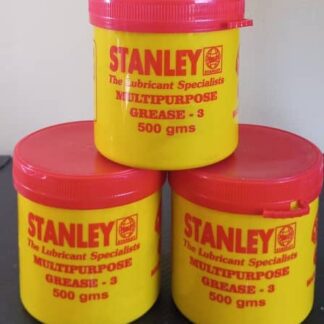 STANLEY
The Lubricant Specialists
MULTIPURPOSE
GREASE - 3
500 gms
STANLEY
The Lubricant Specialists
MULTIPURPOSE
GREASE - 3
500 gms
STANLEY
The Lubricant Specialists
MULTIPURPOSE
GREASE - 3
500 gms